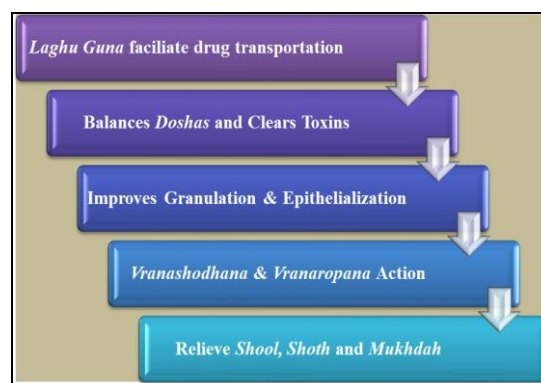 Laghu Guna faciliate drug transportation
Balances Doshas and Clears Toxins
Improves Granulation & Epithelialization
Vranashodhana & Vranaropana Action
Relieve Shool, Shoth and Mukhdah